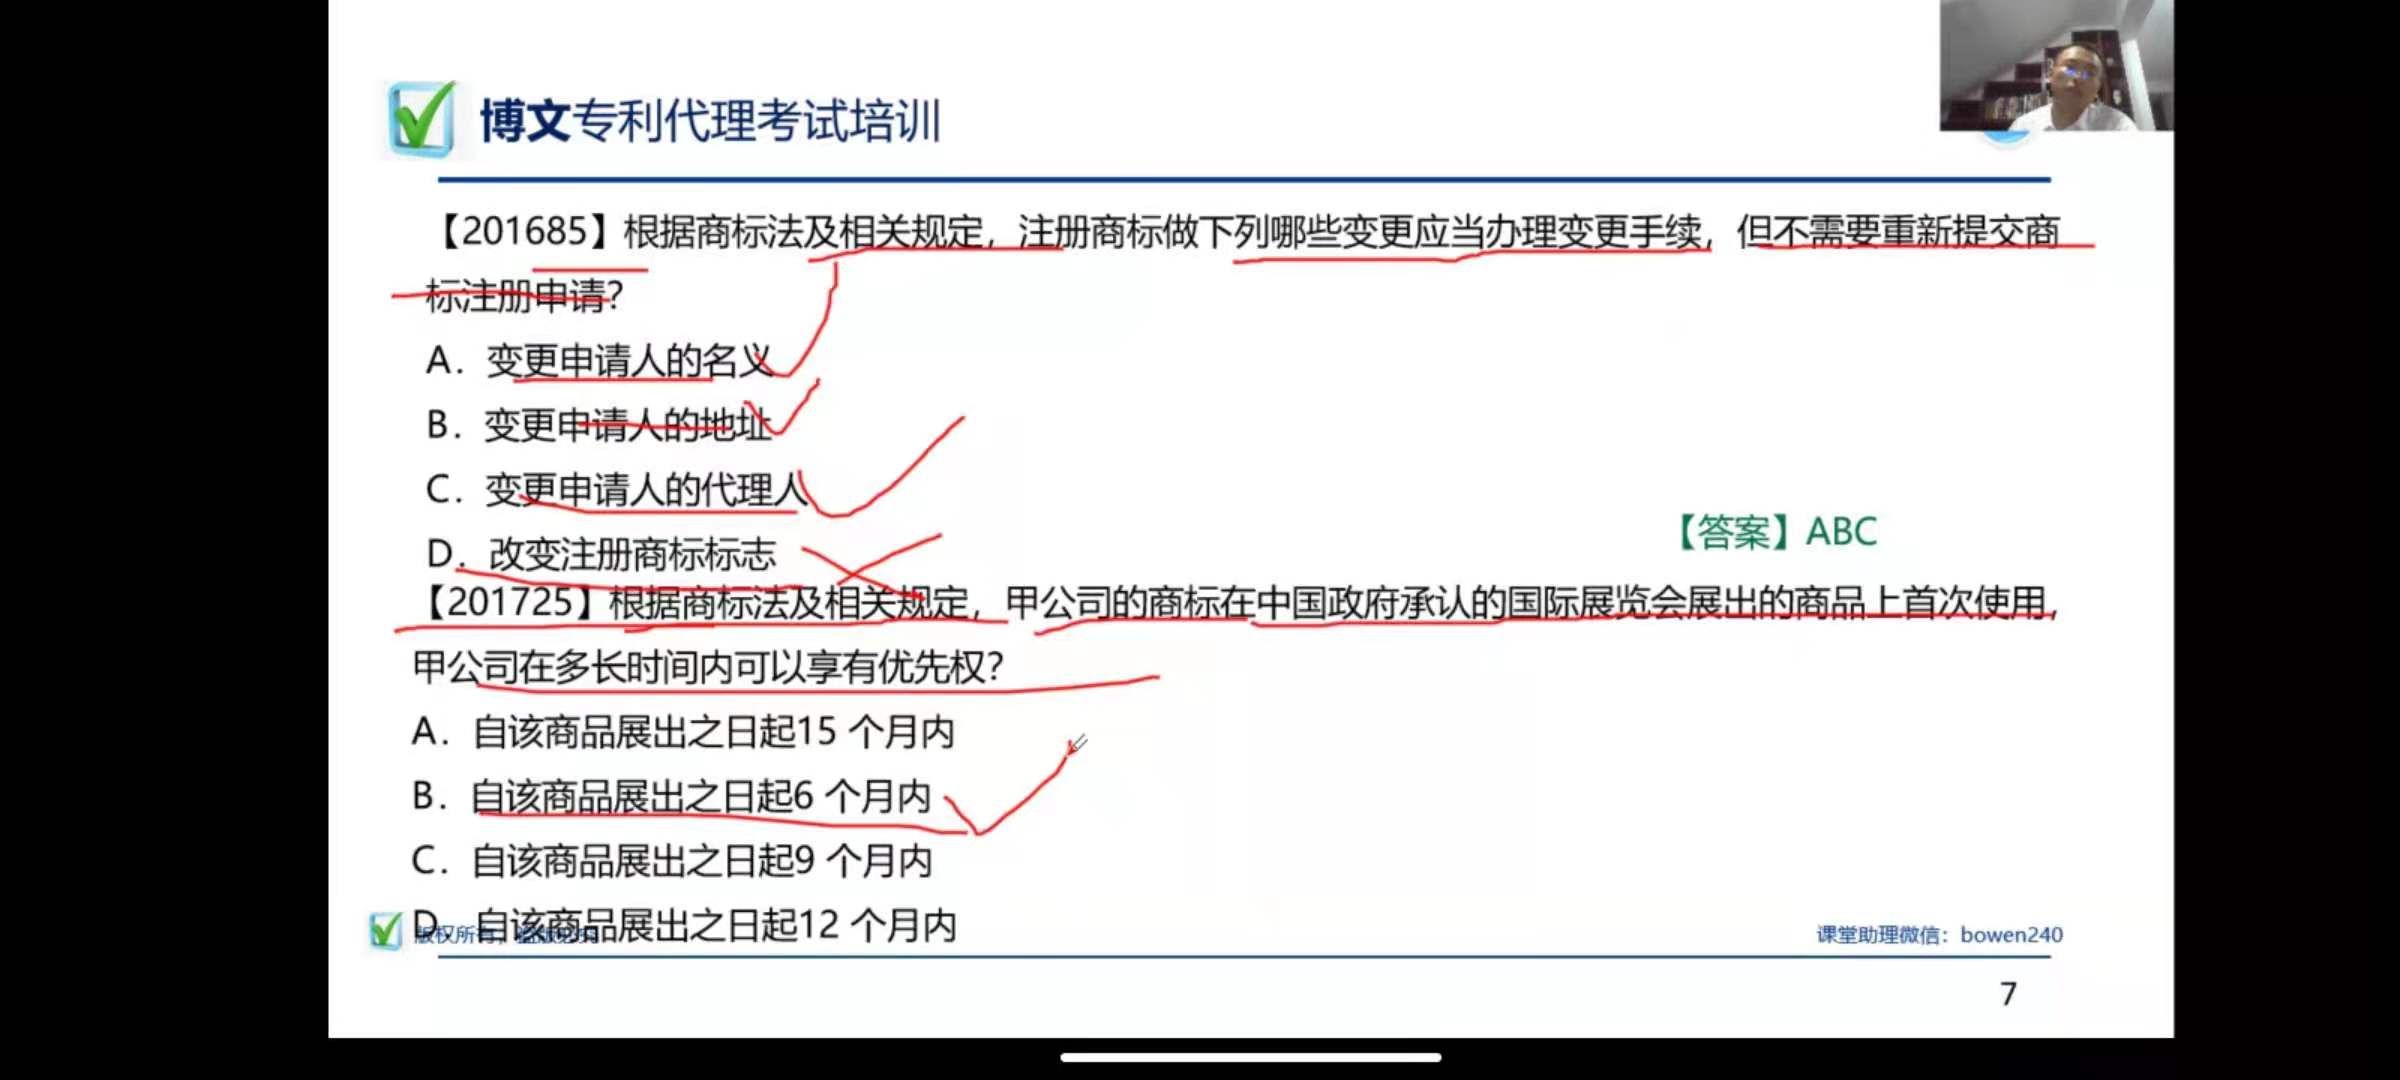 博文专利代理考试培训
【201685】根据商标法及相关规定，注册商标做下列哪些变更应当办理变更手续，但不需要重新提交商
标注册申请？
A．变更申请人的名义
B．变更申请人的地址
C．变更申请人的代理人
D．改变注册商标标志
【答案】ABC
【201725】根据商标法及相关规定，甲公司的商标在中国政府承认的国际展览会展出的商品上首次使用，
甲公司在多长时间内可以享有优先权？
A．自该商品展出之日起15 个月内
B．自该商品展出之日起6 个月内
C．自该商品展出之日起9 个月内
D．自该商品展出之日起12 个月内
版权所有，
课堂助理微信：bowen240
7